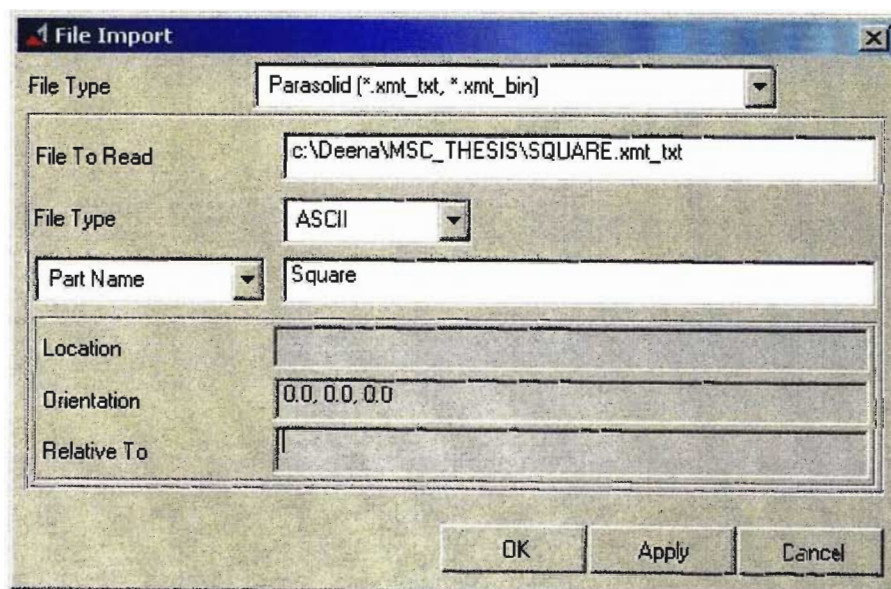 File Import
File Type Parasolid (*.xmt_txt, *.xmt_bin)
File To Read c:\Deena\MSC_THESIS\SQUARE.xmt_txt
File Type ASCII
Part Name Square
Location
Orientation 0.0, 0.0, 0.0
Relative To
OK Apply Cancel